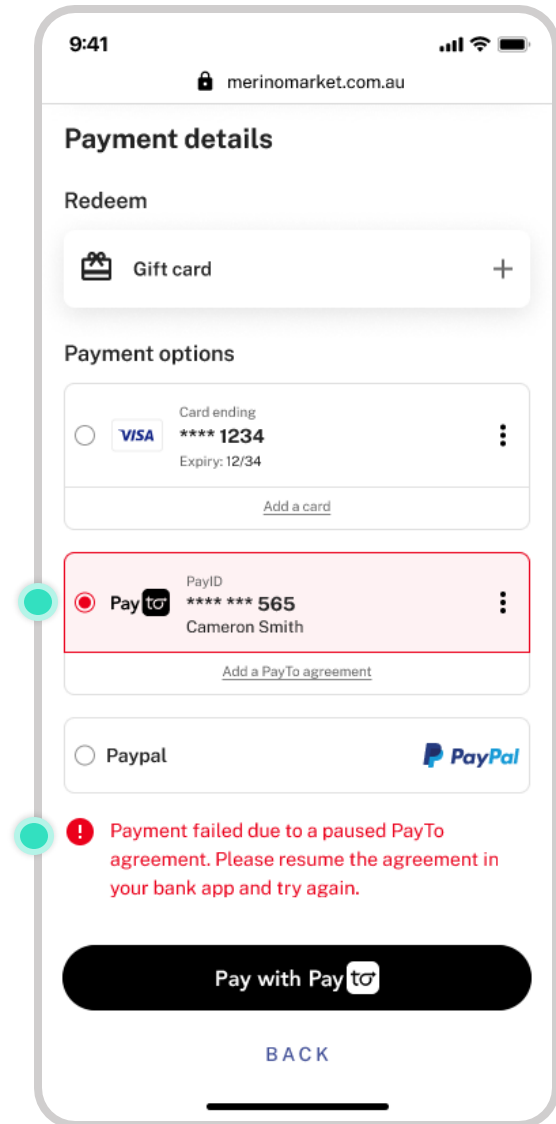 9:41
merinomarket.com.au
Payment details
Redeem
Gift card
Payment options
Card ending
VISA
**** 1234
Expiry: 12/34
Add a card
PayID
Pay to
**** *** 565
Cameron Smith
Add a PayTo agreement
Paypal
PayPal
! Payment failed due to a paused PayTo
agreement. Please resume the agreement in
your bank app and try again.
Pay with Pay to
BACK